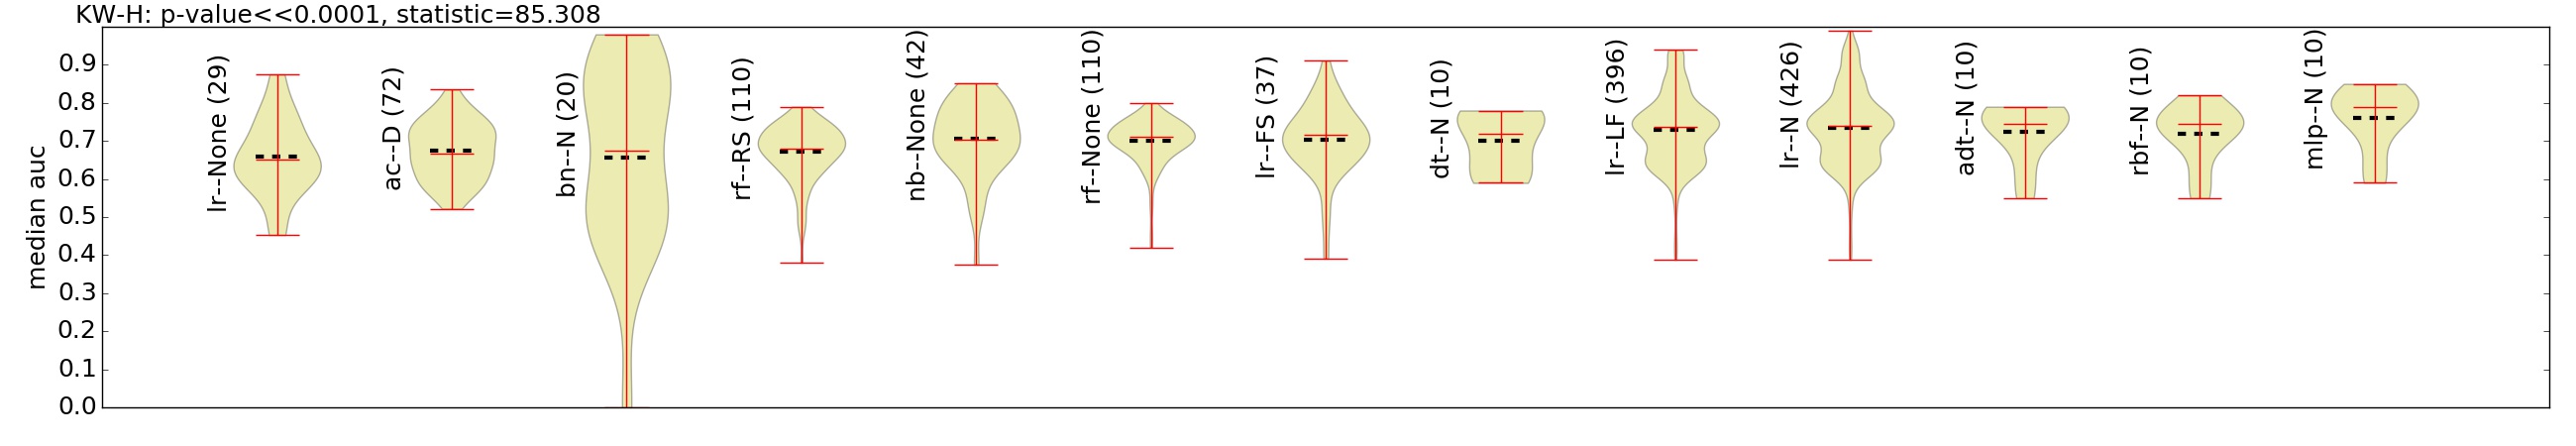 KW-H: p-value<<0.0001, statistic=85.308
median auc
0.9
0.8
0.7
0.6
0.5
0.4
0.3
0.2
0.1
0.0
lr--None (29)
ac--D (72)
bn--N (20)
rf--RS (110)
nb--None (42)
rf--None (110)
lr--FS (37)
dt--N (10)
lr--LF (396)
lr--N (426)
adt--N (10)
rbf--N (10)
mlp--N (10)